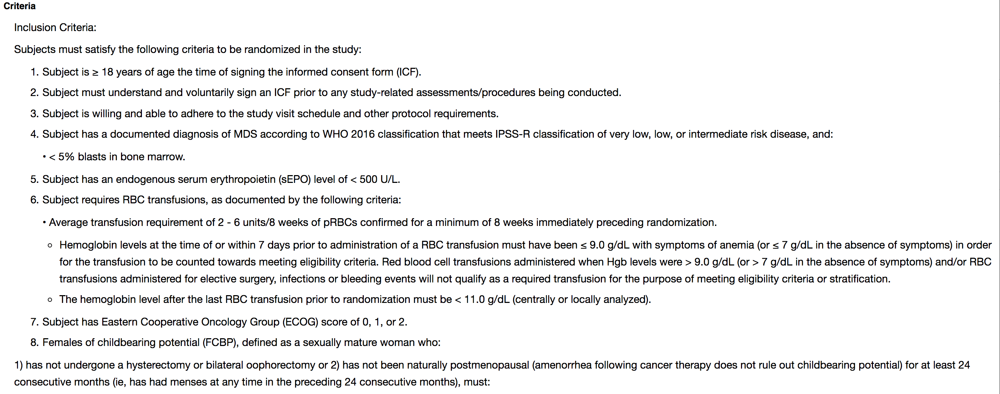 Criteria
Inclusion Criteria:
Subjects must satisfy the following criteria to be randomized in the study:
1. Subject is ≥ 18 years of age the time of signing the informed consent form (ICF).
2. Subject must understand and voluntarily sign an ICF prior to any study-related assessments/procedures being conducted.
3. Subject is willing and able to adhere to the study visit schedule and other protocol requirements.
4. Subject has a documented diagnosis of MDS according to WHO 2016 classification that meets IPSS-R classification of very low, low, or intermediate risk disease, and:
• < 5% blasts in bone marrow.
5. Subject has an endogenous serum erythropoietin (sEPO) level of < 500 U/L.
6. Subject requires RBC transfusions, as documented by the following criteria:
• Average transfusion requirement of 2 - 6 units/8 weeks of pRBCs confirmed for a minimum of 8 weeks immediately preceding randomization.
◦ Hemoglobin levels at the time of or within 7 days prior to administration of a RBC transfusion must have been ≤ 9.0 g/dL with symptoms of anemia (or ≤ 7 g/dL in the absence of symptoms) in order
for the transfusion to be counted towards meeting eligibility criteria. Red blood cell transfusions administered when Hgb levels were > 9.0 g/dL (or > 7 g/dL in the absence of symptoms) and/or RBC
transfusions administered for elective surgery, infections or bleeding events will not qualify as a required transfusion for the purpose of meeting eligibility criteria or stratification.
◦ The hemoglobin level after the last RBC transfusion prior to randomization must be < 11.0 g/dL (centrally or locally analyzed).
7. Subject has Eastern Cooperative Oncology Group (ECOG) score of 0, 1, or 2.
8. Females of childbearing potential (FCBP), defined as a sexually mature woman who:
1) has not undergone a hysterectomy or bilateral oophorectomy or 2) has not been naturally postmenopausal (amenorrhea following cancer therapy does not rule out childbearing potential) for at least 24
consecutive months (ie, has had menses at any time in the preceding 24 consecutive months), must: